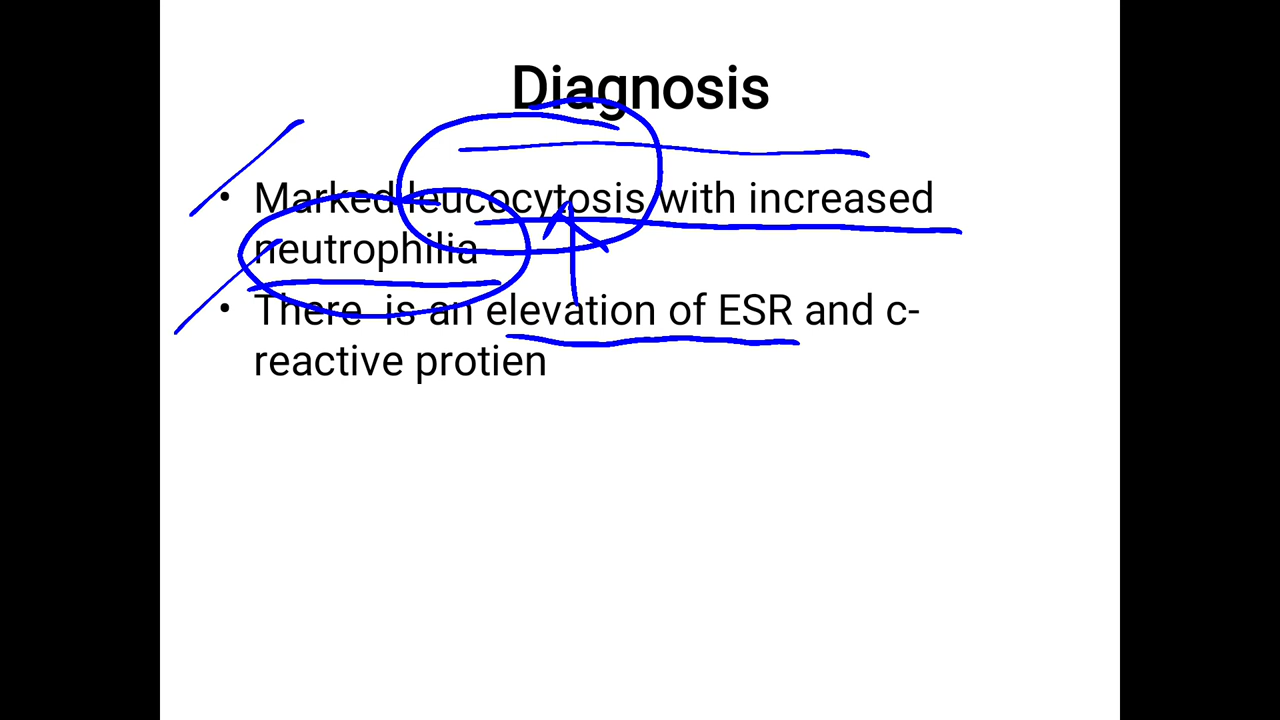 Diagnosis
• Marked leucocytosis with increased
neutrophilia
• There is an elevation of ESR and c-
reactive protien